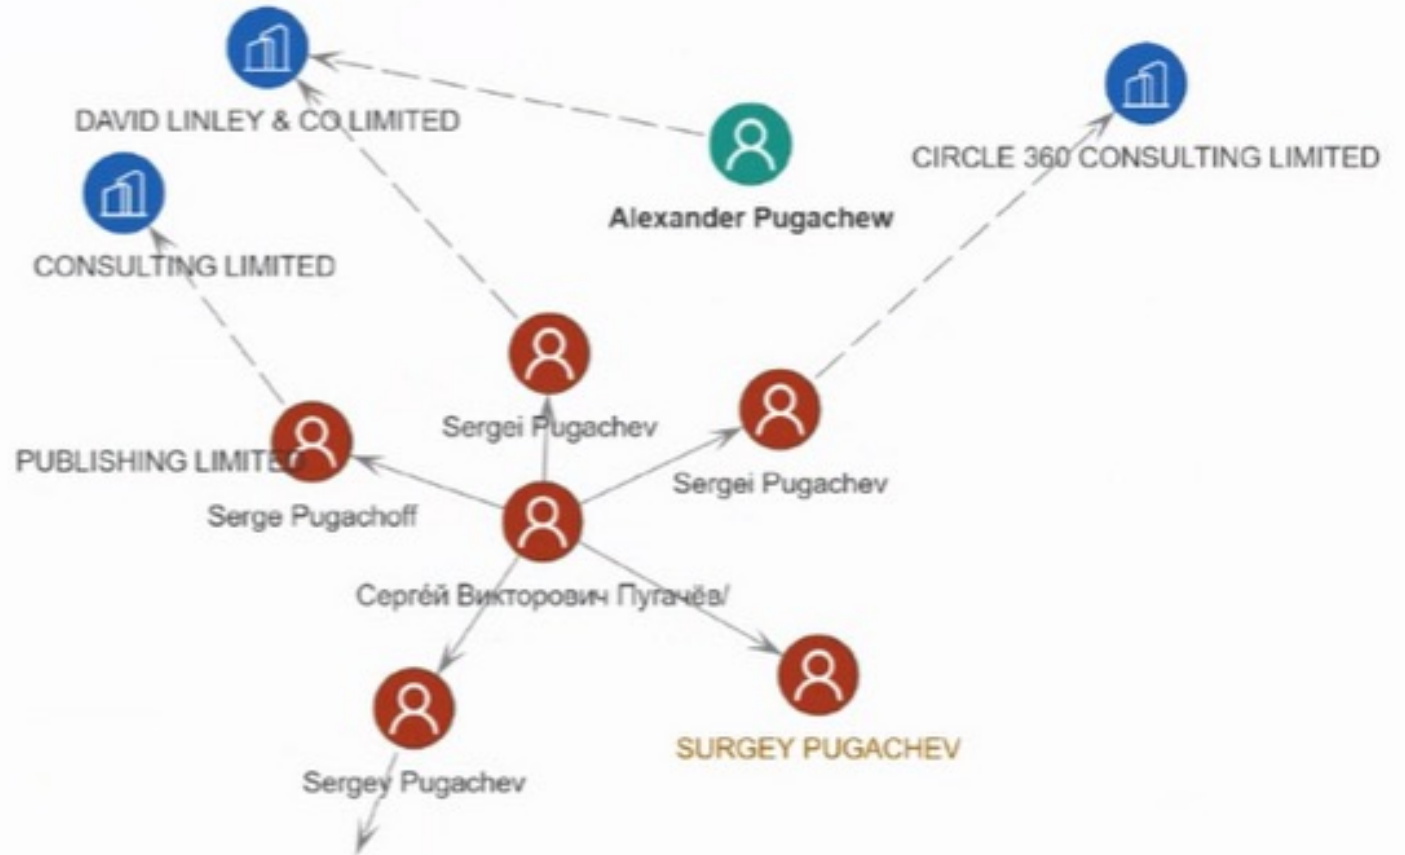 DAVID LINLEY & CO LIMITED
CIRCLE 360 CONSULTING LIMITED
Alexander Pugachew
CONSULTING LIMITED
Sergei Pugachev
PUBLISHING LIMITED
Sergei Pugachev
Serge Pugachoff
Серге́й Викторович Пугачёв/
SURGEY PUGACHEV
Sergey Pugachev